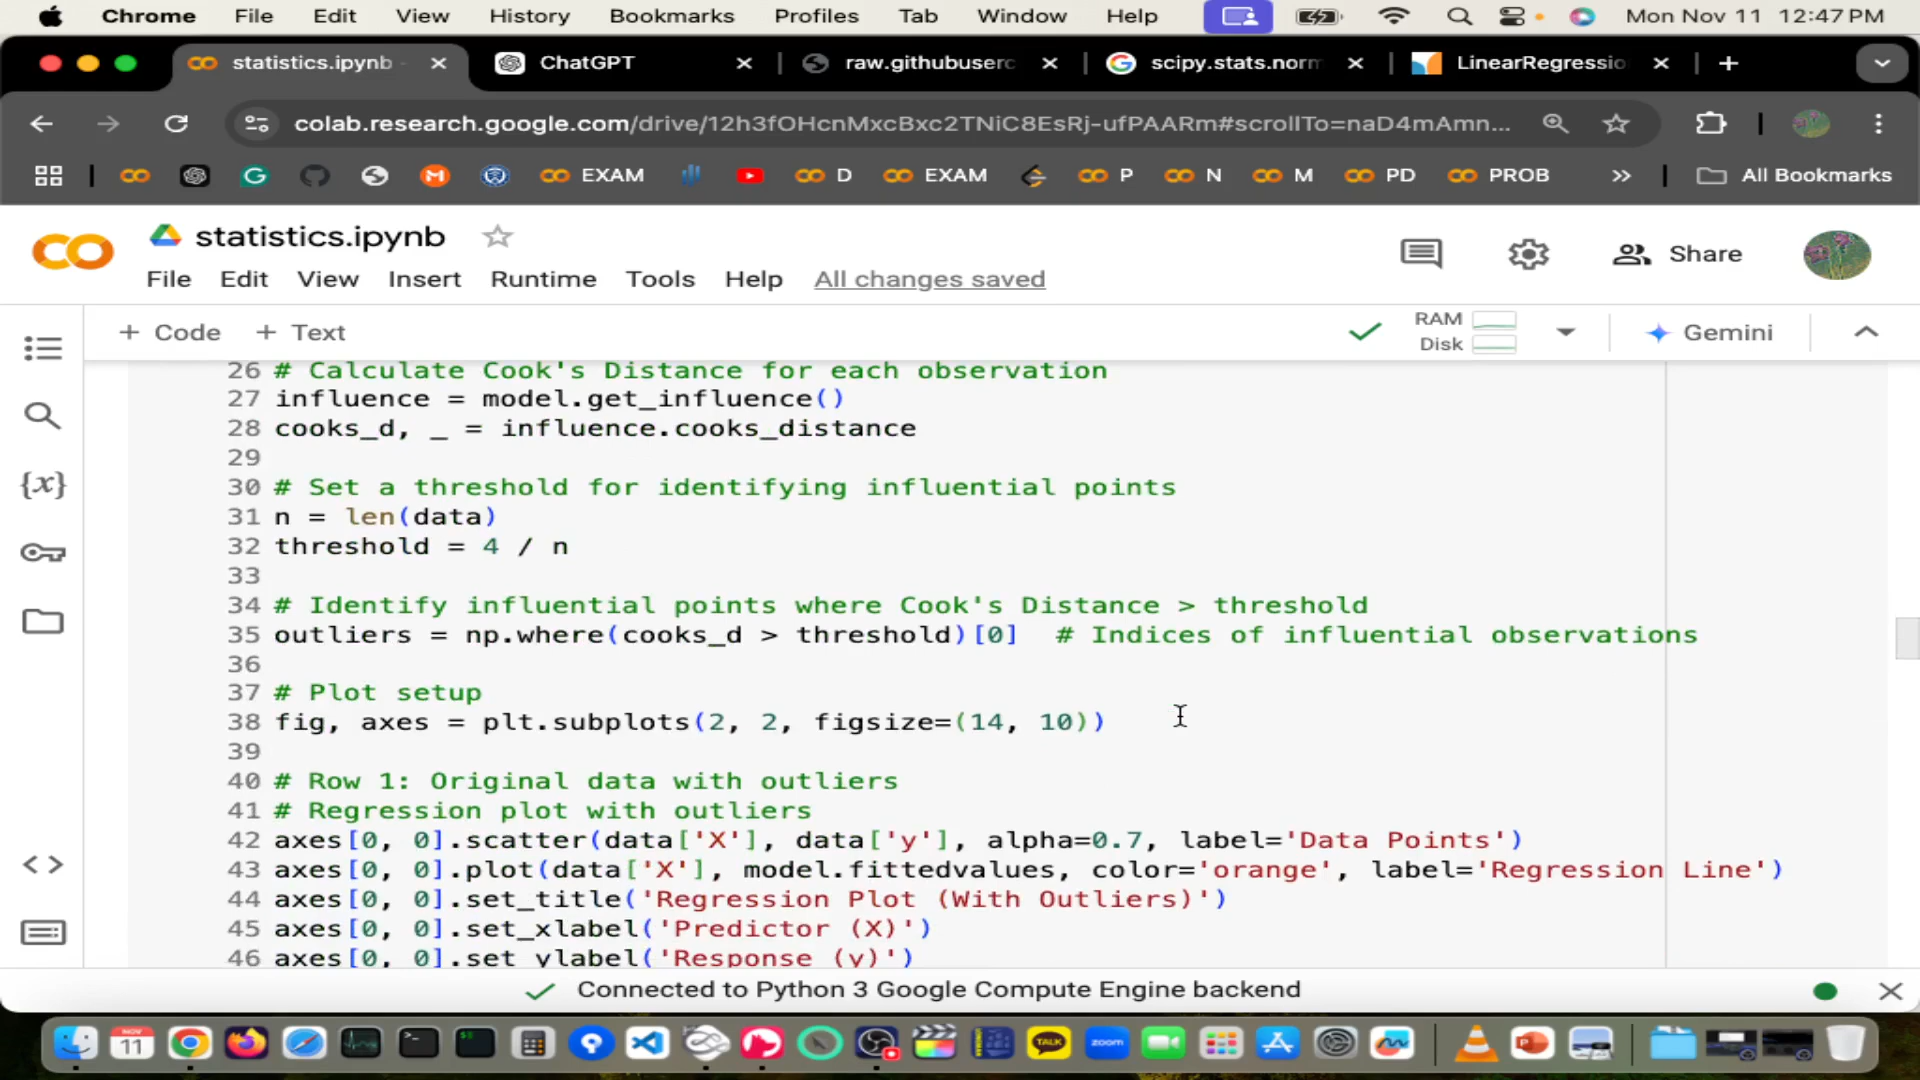 Chrome File Edit View History Bookmarks Profiles Tab Window Help Mon Nov 11 12:47 PM
statistics.ipynb ChatGPT raw.githubuserc scipy.stats.norm LinearRegressio
colab.research.google.com/drive/12h3fOHcnMxcBxc2TNiC8EsRj-ufPAARm#scrollTo=naD4mAmn...
EXAM D EXAM P N M PD PROB » All Bookmarks
statistics.ipynb
File Edit View Insert Runtime Tools Help All changes saved
Share
+ Code + Text
RAM
Disk
Gemini
26 # Calculate Cook's Distance for each observation
27 influence = model.get_influence()
28 cooks_d, _ = influence.cooks_distance
29
30 # Set a threshold for identifying influential points
31 n = len(data)
32 threshold = 4 / n
33
34 # Identify influential points where Cook's Distance > threshold
35 outliers = np.where(cooks_d > threshold)[0]  # Indices of influential observations
36
37 # Plot setup
38 fig, axes = plt.subplots(2, 2, figsize=(14, 10))
39
40 # Row 1: Original data with outliers
41 # Regression plot with outliers
42 axes[0, 0].scatter(data['X'], data['y'], alpha=0.7, label='Data Points')
43 axes[0, 0].plot(data['X'], model.fittedvalues, color='orange', label='Regression Line')
44 axes[0, 0].set_title('Regression Plot (With Outliers)')
45 axes[0, 0].set_xlabel('Predictor (X)')
46 axes[0, 0].set_ylabel('Response (y)')
{x}
Connected to Python 3 Google Compute Engine backend
NOV
11
TALK
zoom